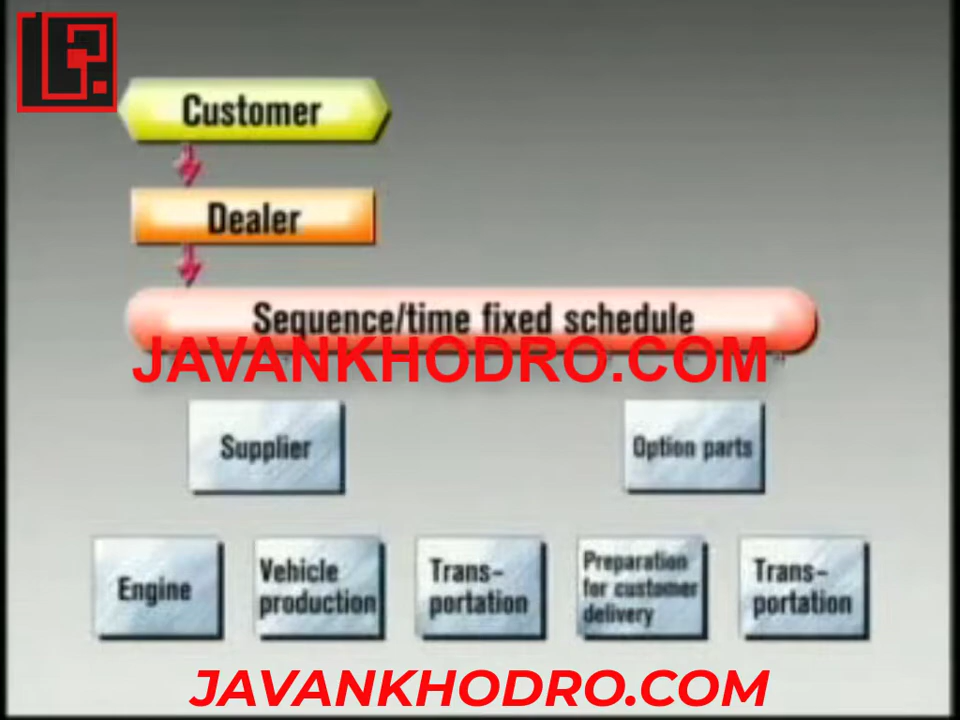 Customer
Dealer
Sequence/time fixed schedule
JAVANKHODRO.COM
Supplier
Option parts
Engine
Vehicle
production
Trans-
portation
Preparation
for customer
delivery
Trans-
portation
JAVANKHODRO.COM